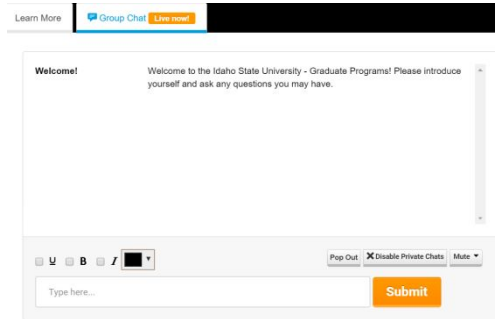 Learn More
Group Chat Live now!
Welcome! Welcome to the Idaho State University - Graduate Programs! Please introduce
yourself and ask any questions you may have.
U B I Pop Out Disable Private Chats Mute
Type here... Submit